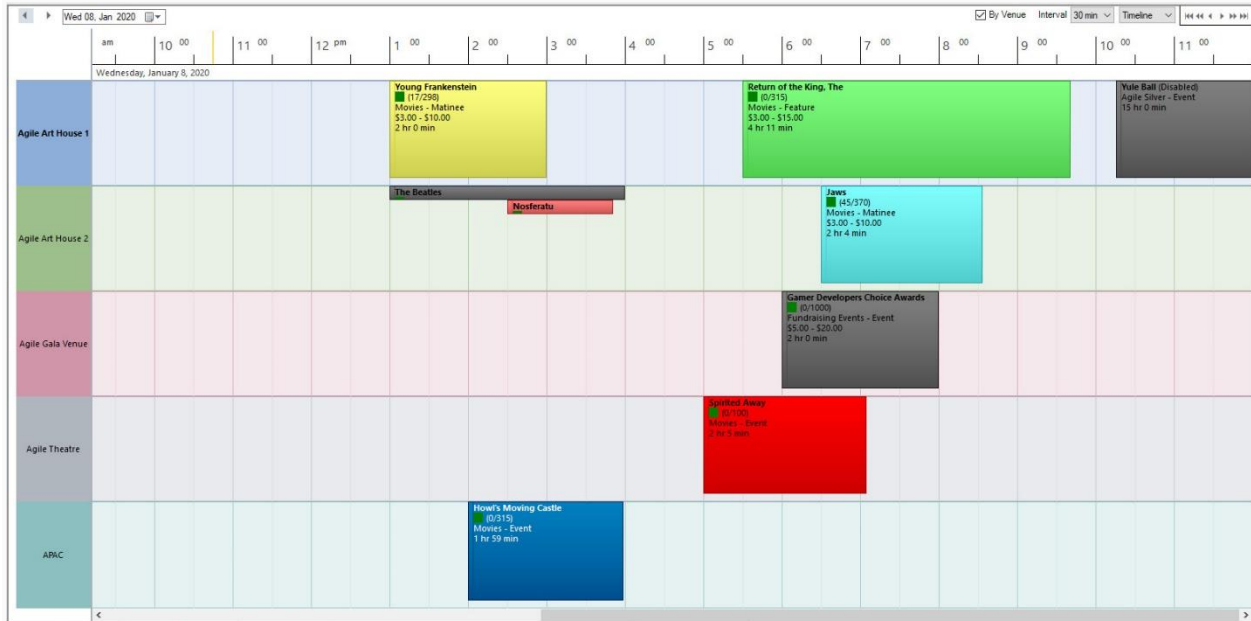 Wed 08, Jan 2020
By Venue Interval 30 min Timeline
am 10 00 11 00 12 pm 1 00 2 00 3 00 4 00 5 00 6 00 7 00 8 00 9 00 10 00 11 00
Wednesday, January 8, 2020
Agile Art House 1
Young Frankenstein
(17/298)
Movies - Matinee
$3.00 - $10.00
2 hr 0 min
Return of the King, The
(0/315)
Movies - Feature
$3.00 - $15.00
4 hr 11 min
Yule Ball (Disabled)
Agile Silver - Event
15 hr 0 min
Agile Art House 2
The Beatles
Nosferatu
Jaws
(45/370)
Movies - Matinee
$3.00 - $10.00
2 hr 4 min
Agile Gala Venue
Gamer Developers Choice Awards
(0/1000)
Fundraising Events - Event
$5.00 - $20.00
2 hr 0 min
Agile Theatre
Spirited Away
(0/100)
Movies - Event
2 hr 5 min
APAC
Howl's Moving Castle
(0/315)
Movies - Event
1 hr 59 min